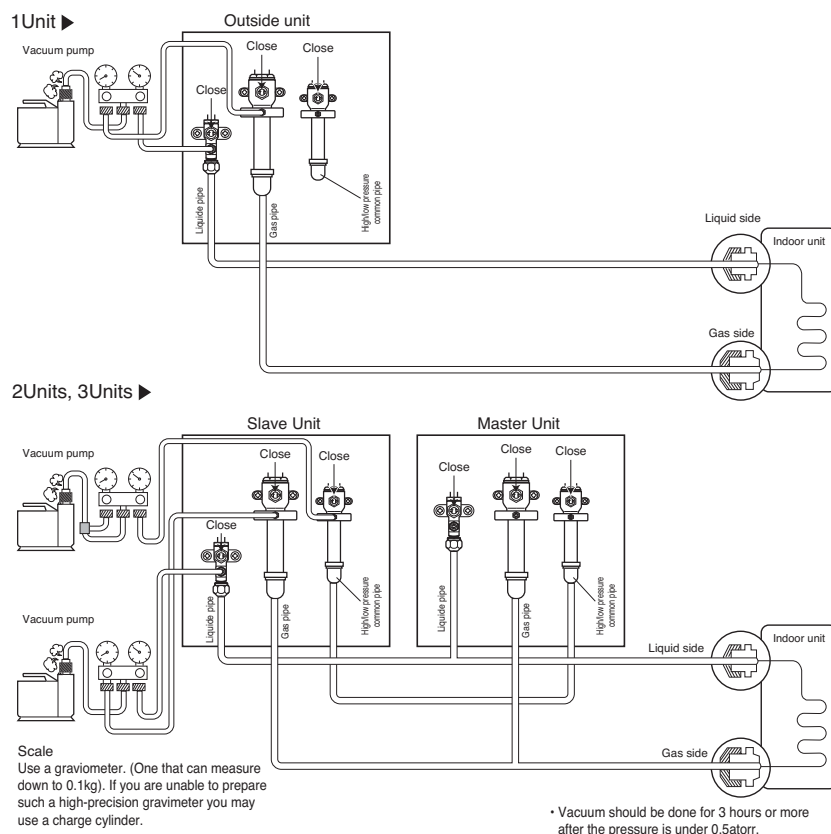 1Unit ▶
Outside unit
Vacuum pump
Close
Close
Close
Liquide pipe
Gas pipe
High/low pressure
common pipe
Liquid side
Indoor unit
Gas side
2Units, 3Units ▶
Slave Unit
Master Unit
Vacuum pump
Close
Close
Close
Close
Close
Close
Liquide pipe
Gas pipe
High/low pressure
common pipe
Liquide pipe
Gas pipe
High/low pressure
common pipe
Vacuum pump
Liquid side
Indoor unit
Gas side
Scale
Use a graviometer. (One that can measure
down to 0.1kg). If you are unable to prepare
such a high-precision gravimeter you may
use a charge cylinder.
• Vacuum should be done for 3 hours or more
after the pressure is under 0.5atorr.